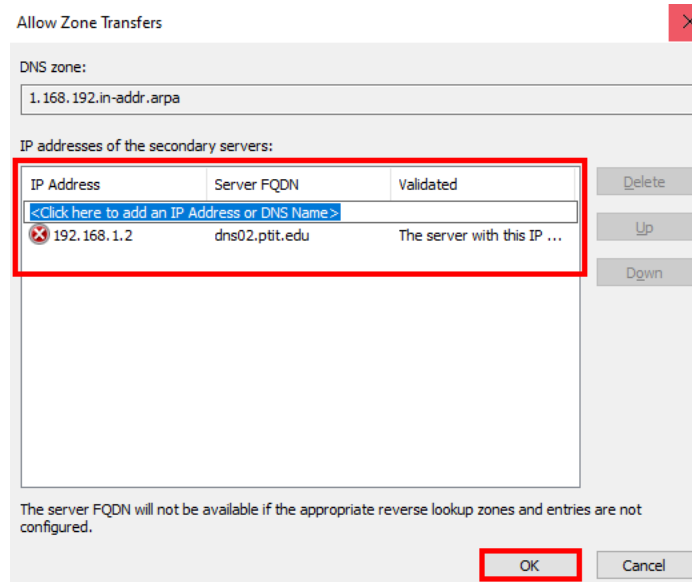 Allow Zone Transfers
DNS zone:
1.168.192.in-addr.arpa
IP addresses of the secondary servers:
IP Address Server FQDN Validated
<Click here to add an IP Address or DNS Name>
192.168.1.2 dns02.ptit.edu The server with this IP ...
Delete
Up
Down
The server FQDN will not be available if the appropriate reverse lookup zones and entries are not
configured.
OK Cancel